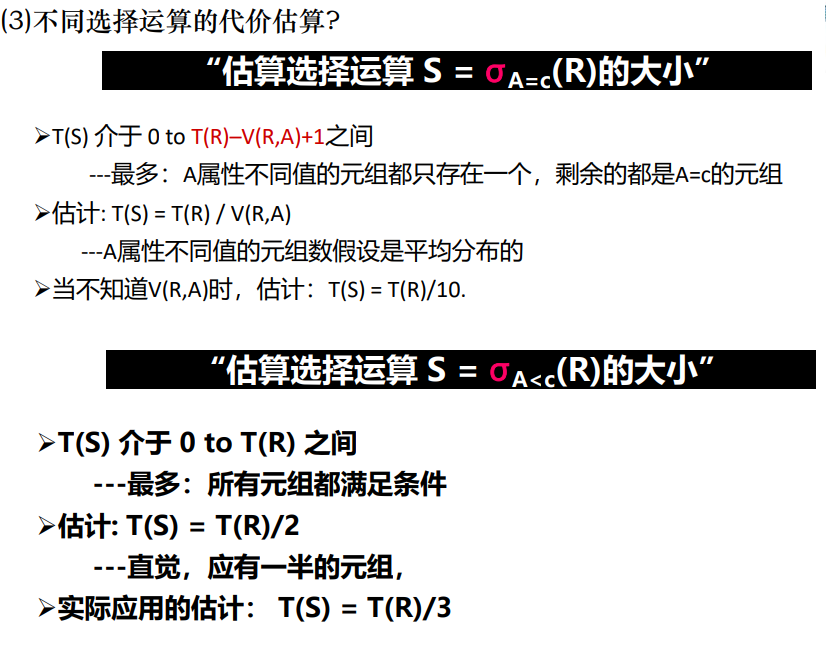 (3)不同选择运算的代价估算?
“估算选择运算 S = σA=c(R)的大小”
➢T(S) 介于 0 to T(R)–V(R,A)+1之间
---最多：A属性不同值的元组都只存在一个，剩余的都是A=c的元组
➢估计: T(S) = T(R) / V(R,A)
---A属性不同值的元组数假设是平均分布的
➢当不知道V(R,A)时，估计：T(S) = T(R)/10.
“估算选择运算 S = σA<c(R)的大小”
➢T(S) 介于 0 to T(R) 之间
---最多：所有元组都满足条件
➢估计: T(S) = T(R)/2
---直觉，应有一半的元组，
➢实际应用的估计： T(S) = T(R)/3